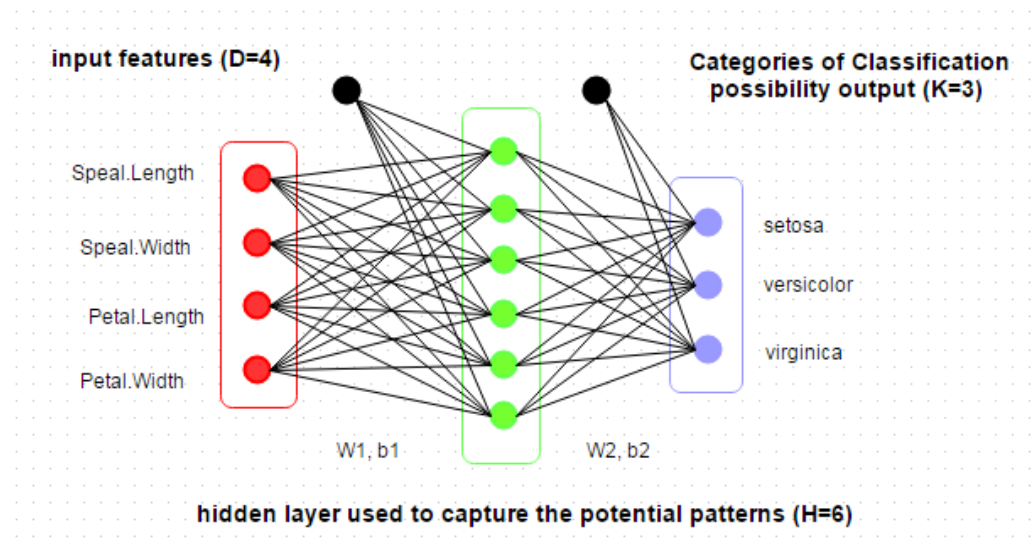 input features (D=4)
Categories of Classification
possibility output (K=3)
Speal.Length
Speal.Width
Petal.Length
Petal.Width
setosa
versicolor
virginica
W1, b1
W2, b2
hidden layer used to capture the potential patterns (H=6)